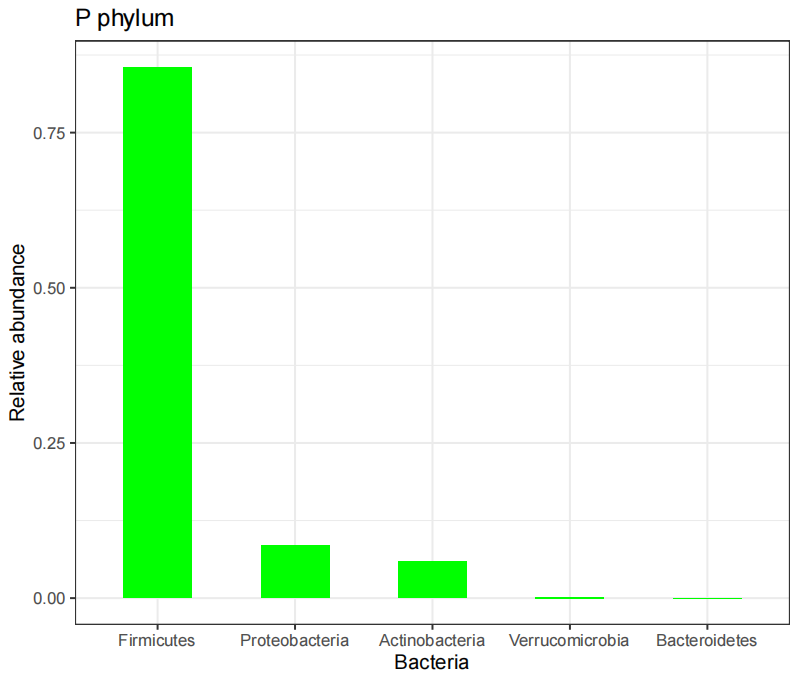 P phylum
Relative abundance
0.75
0.50
0.25
0.00
Firmicutes Proteobacteria Actinobacteria Verrucomicrobia Bacteroidetes
Bacteria